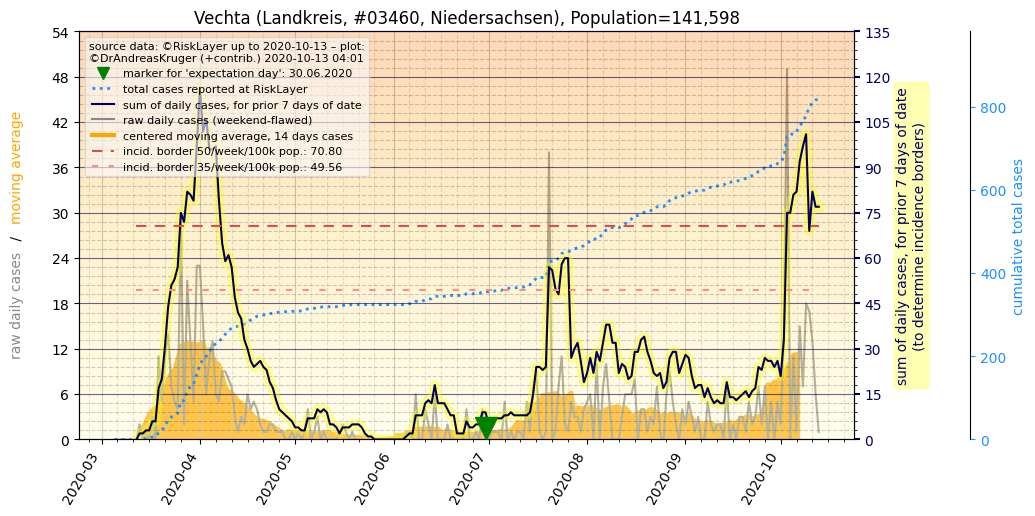 Vechta (Landkreis, #03460, Niedersachsen), Population=141,598
source data: ©RiskLayer up to 2020-10-13 – plot:
©DrAndreasKruger (+contrib.) 2020-10-13 04:01
marker for 'expectation day': 30.06.2020
total cases reported at RiskLayer
sum of daily cases, for prior 7 days of date
raw daily cases (weekend-flawed)
centered moving average, 14 days cases
incid. border 50/week/100k pop.: 70.80
incid. border 35/week/100k pop.: 49.56
raw daily cases / moving average
54
48
42
36
30
24
18
12
6
0
135
120
105
90
75
60
45
30
15
0
sum of daily cases, for prior 7 days of date
(to determine incidence borders)
800
600
400
200
0
cumulative total cases
2020-03
2020-04
2020-05
2020-06
2020-07
2020-08
2020-09
2020-10